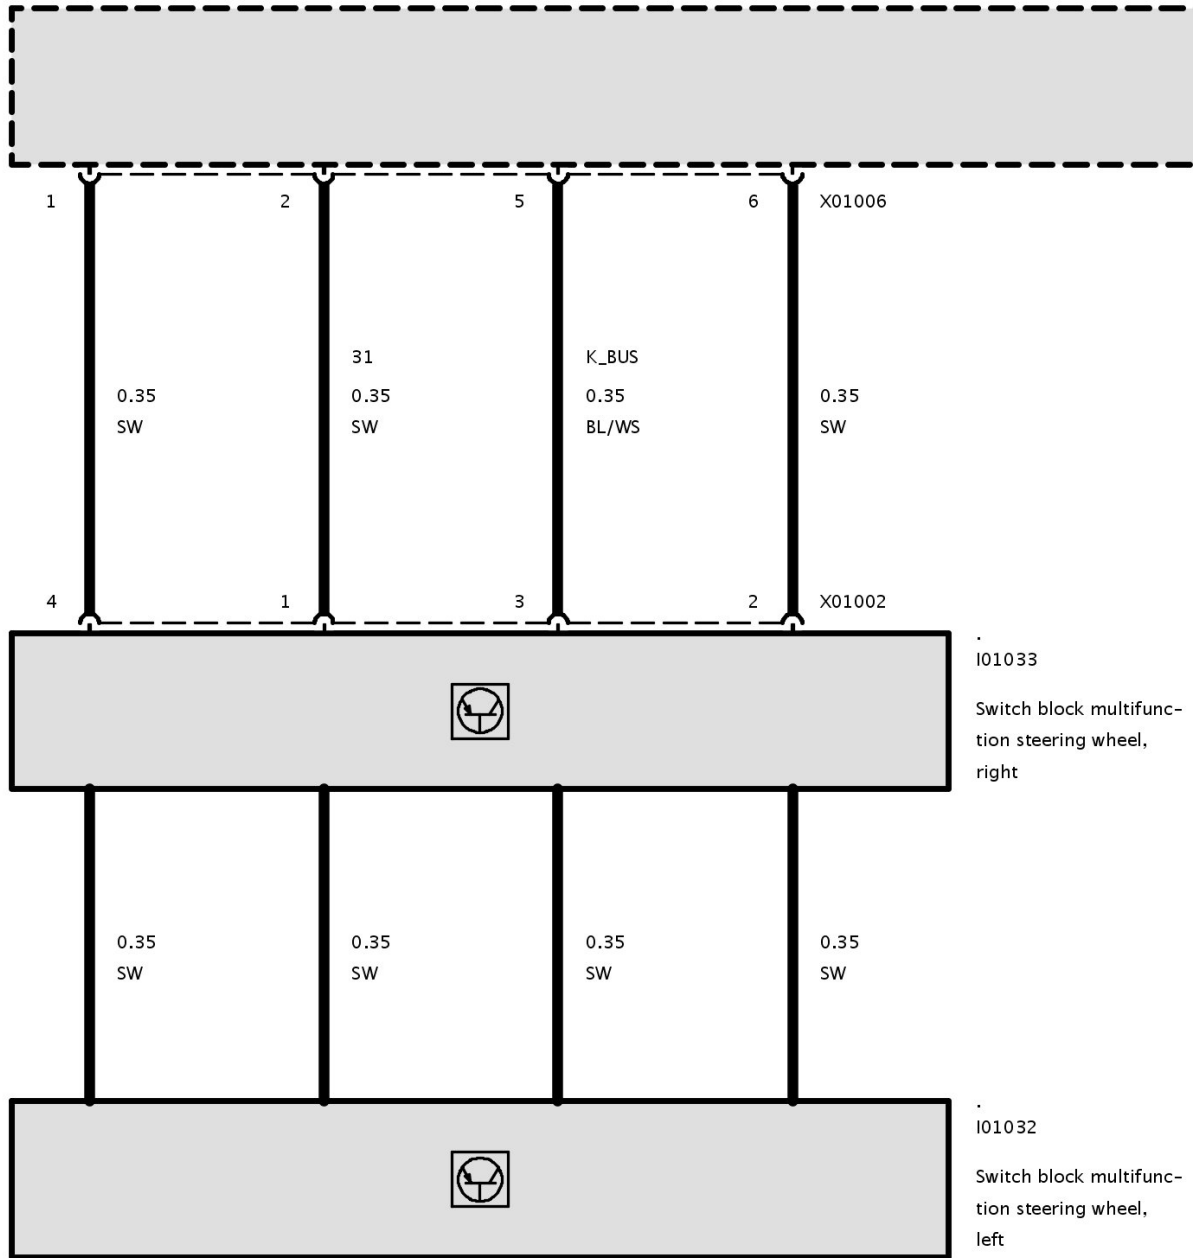 1 2 5 6 X01006
31 K_BUS
0.35 0.35 0.35 0.35
SW SW BL/WS SW
4 1 3 2 X01002
.
I01033
Switch block multifunc-
tion steering wheel,
right
0.35 0.35 0.35 0.35
SW SW SW SW
.
I01032
Switch block multifunc-
tion steering wheel,
left